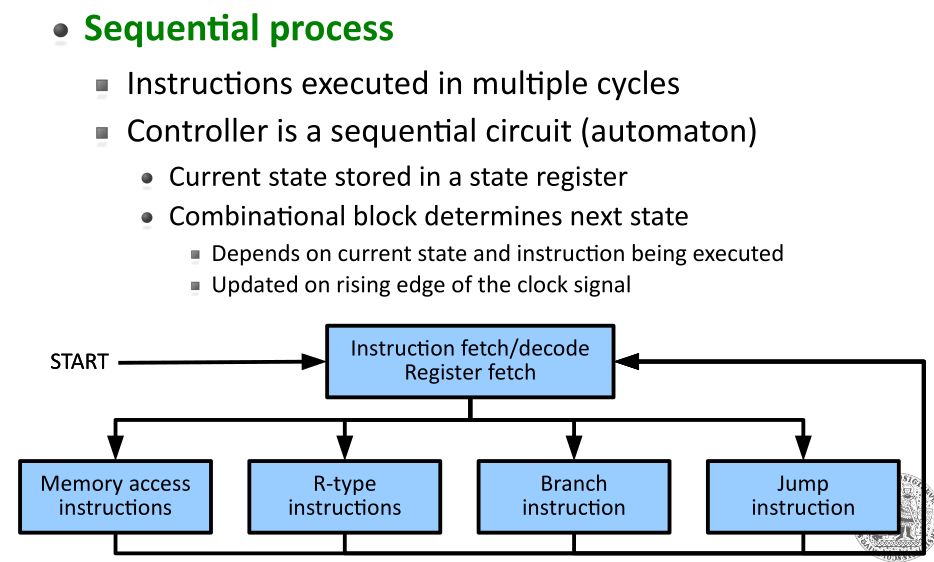 Sequential process
Instructions executed in multiple cycles
Controller is a sequential circuit (automaton)
Current state stored in a state register
Combinational block determines next state
Depends on current state and instruction being executed
Updated on rising edge of the clock signal
START
Instruction fetch/decode
Register fetch
Memory access
instructions
R-type
instructions
Branch
instruction
Jump
instruction